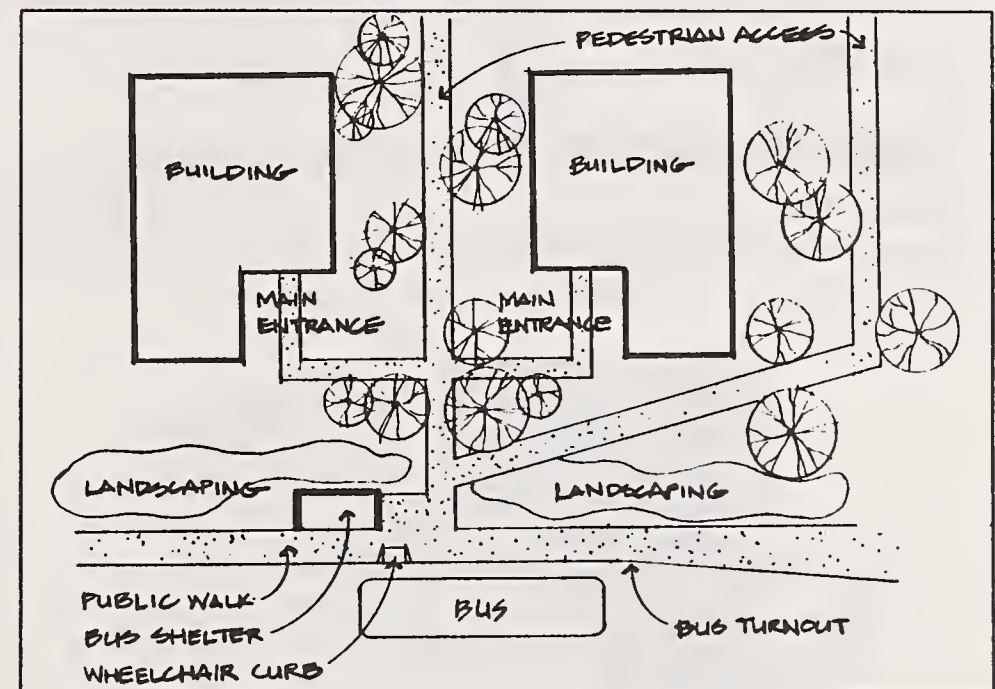 PEDESTRIAN ACCESS
BUILDING
BUILDING
MAIN
ENTRANCE
MAIN
ENTRANCE
LANDSCAPING
LANDSCAPING
PUBLIC WALK
BUS SHELTER
WHEELCHAIR CURB
BUS
BUS TURNOUT